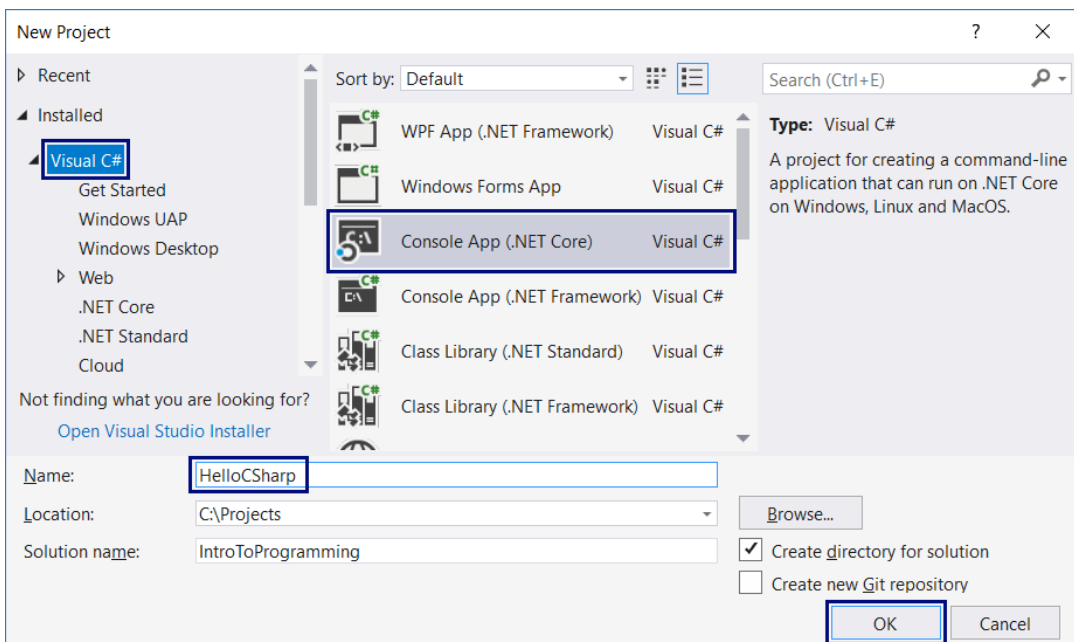 New Project
?
Recent
Installed
Visual C#
Get Started
Windows UAP
Windows Desktop
Web
.NET Core
.NET Standard
Cloud
Not finding what you are looking for?
Open Visual Studio Installer
Sort by: Default
C# WPF App (.NET Framework) Visual C#
C# Windows Forms App Visual C#
C:\ Console App (.NET Core) Visual C#
C# C:\ Console App (.NET Framework) Visual C#
C# Class Library (.NET Standard) Visual C#
C# Class Library (.NET Framework) Visual C#
Search (Ctrl+E)
Type: Visual C#
A project for creating a command-line
application that can run on .NET Core
on Windows, Linux and MacOS.
Name: HelloCSharp
Location: C:\Projects
Browse...
Solution name: IntroToProgramming
Create directory for solution
Create new Git repository
OK
Cancel